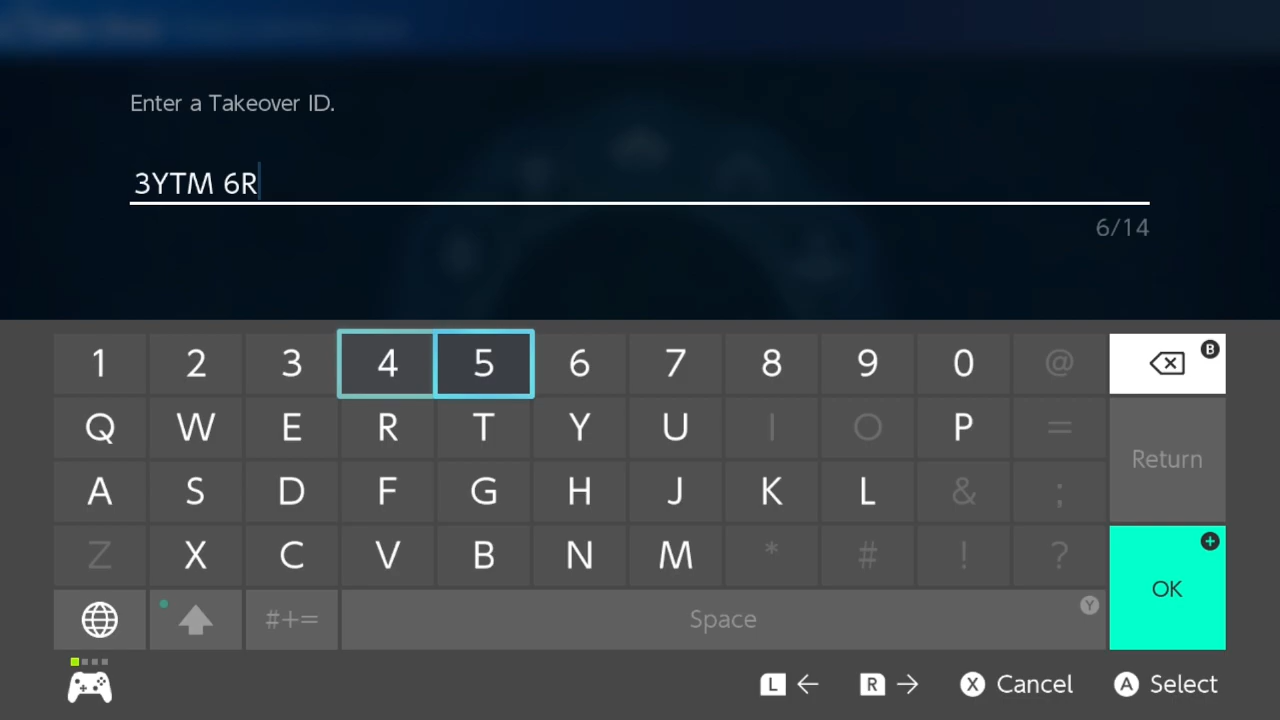 Enter a Takeover ID.
3YTM 6R
6/14
1 2 3 4 5 6 7 8 9 0 @ B
Q W E R T Y U I O P =
Return
A S D F G H J K L & ;
Z X C V B N M * # ! ?
OK
#+= Space Y
L ← R → X Cancel A Select